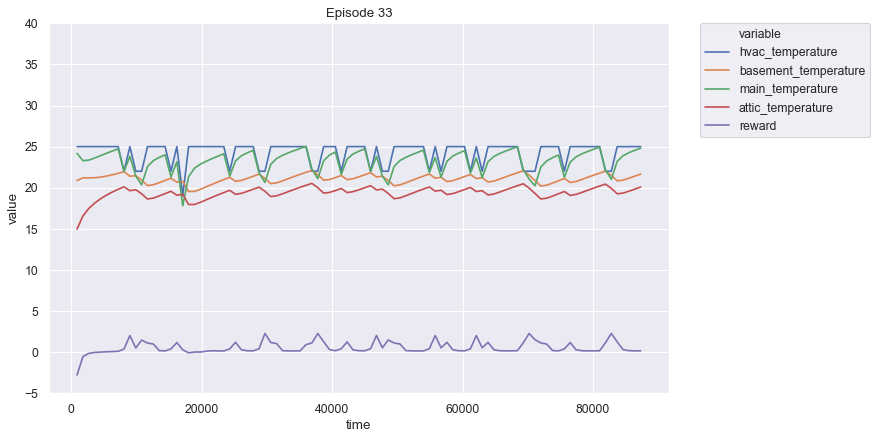 Episode 33
40
35
30
25
20
15
10
5
0
−5
value
0
20000
40000
60000
80000
time
variable
hvac_temperature
basement_temperature
main_temperature
attic_temperature
reward